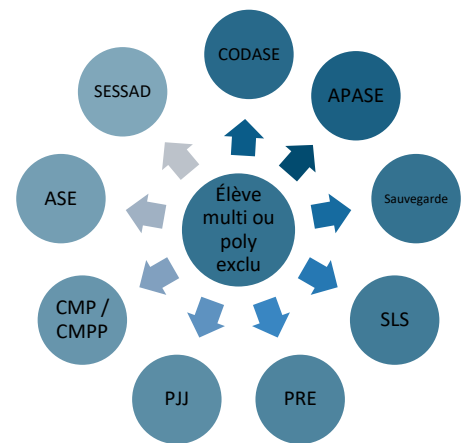 CODASE
APASE
Sauvegarde
SLS
PRE
PJJ
CMP /
CMPP
ASE
SESSAD
Élève
multi ou
poly
exclu